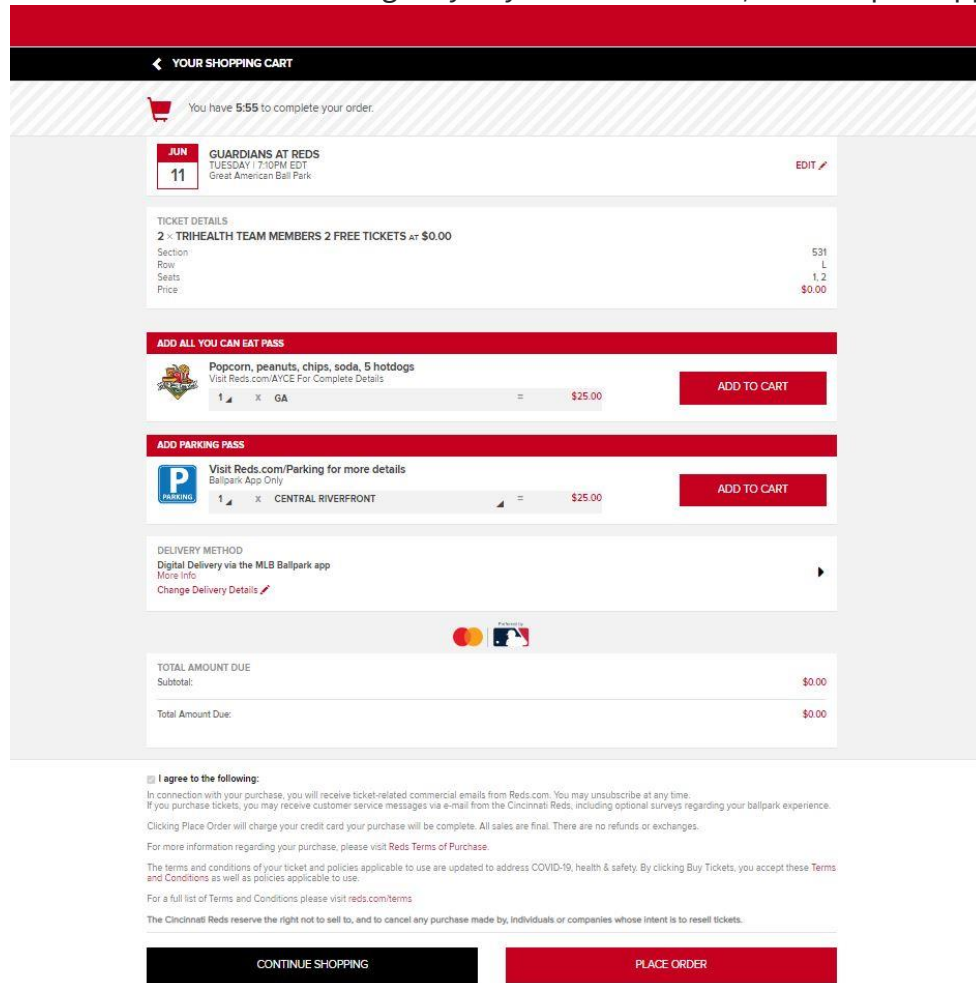 YOUR SHOPPING CART
You have 5:55 to complete your order.
JUN
11
GUARDIANS AT REDS
TUESDAY | 7:10PM EDT
Great American Ball Park
EDIT
TICKET DETAILS
2 × TRIHEALTH TEAM MEMBERS 2 FREE TICKETS AT $0.00
Section 531
Row L
Seats 1, 2
Price $0.00
ADD ALL YOU CAN EAT PASS
Popcorn, peanuts, chips, soda, 5 hotdogs
Visit Reds.com/AYCE For Complete Details
1 X GA = $25.00
ADD TO CART
ADD PARKING PASS
P
PARKING
Visit Reds.com/Parking for more details
Ballpark App Only
1 X CENTRAL RIVERFRONT = $25.00
ADD TO CART
DELIVERY METHOD
Digital Delivery via the MLB Ballpark app
More Info
Change Delivery Details
Preferred by
TOTAL AMOUNT DUE
Subtotal: $0.00
Total Amount Due: $0.00
I agree to the following:
In connection with your purchase, you will receive ticket-related commercial emails from Reds.com. You may unsubscribe at any time.
If you purchase tickets, you may receive customer service messages via e-mail from the Cincinnati Reds, including optional surveys regarding your ballpark experience.
Clicking Place Order will charge your credit card your purchase will be complete. All sales are final. There are no refunds or exchanges.
For more information regarding your purchase, please visit Reds Terms of Purchase.
The terms and conditions of your ticket and policies applicable to use are updated to address COVID-19, health & safety. By clicking Buy Tickets, you accept these Terms
and Conditions as well as policies applicable to use.
For a full list of Terms and Conditions please visit reds.com/terms
The Cincinnati Reds reserve the right not to sell to, and to cancel any purchase made by, individuals or companies whose intent is to resell tickets.
CONTINUE SHOPPING
PLACE ORDER